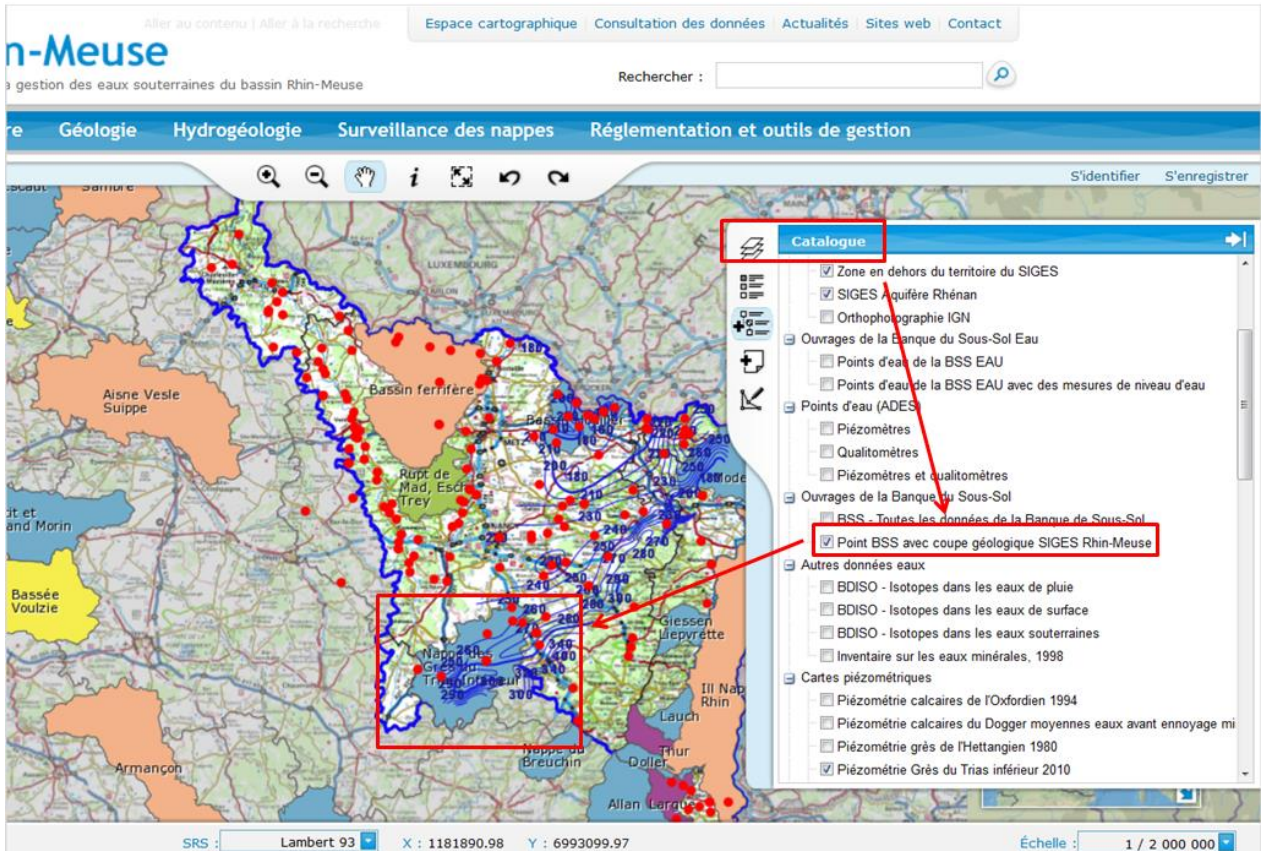 Aller au contenu | Aller à la recherche
Espace cartographique
Consultation des données
Actualités
Sites web
Contact
n-Meuse
a gestion des eaux souterraines du bassin Rhin-Meuse
Rechercher :
re
Géologie
Hydrogéologie
Surveillance des nappes
Réglementation et outils de gestion
S'identifier
S'enregistrer
Catalogue
Zone en dehors du territoire du SIGES
SIGES Aquifère Rhénan
Orthophotographie IGN
Ouvrages de la Banque du Sous-Sol Eau
Points d'eau de la BSS EAU
Points d'eau de la BSS EAU avec des mesures de niveau d'eau
Points d'eau (ADES)
Piézomètres
Qualitomètres
Piézomètres et qualitomètres
Ouvrages de la Banque du Sous-Sol
BSS - Toutes les données de la Banque de Sous-Sol
Point BSS avec coupe géologique SIGES Rhin-Meuse
Autres données eaux
BDISO - Isotopes dans les eaux de pluie
BDISO - Isotopes dans les eaux de surface
BDISO - Isotopes dans les eaux souterraines
Inventaire sur les eaux minérales, 1998
Cartes piézométriques
Piézométrie calcaires de l'Oxfordien 1994
Piézométrie calcaires du Dogger moyennes eaux avant ennoyage mi
Piézométrie grès de l'Hettangien 1980
Piézométrie Grès du Trias inférieur 2010
Sambre
LUXEMBOURG
Aisne Vesle
Suippe
Bassin ferrifère
Rupt de
Mad, Esch
Trey
and Morin
Bassée
Voulzie
Nappe des
Grès du
Trias Inférieur
Giessen
Liepvrette
Ill Nap
Rhin
Lauch
Thur
Doller
Nappe du
Breuchin
Armançon
Allan Largue
SRS :
Lambert 93
X : 1181890.98
Y : 6993099.97
Échelle :
1 / 2 000 000